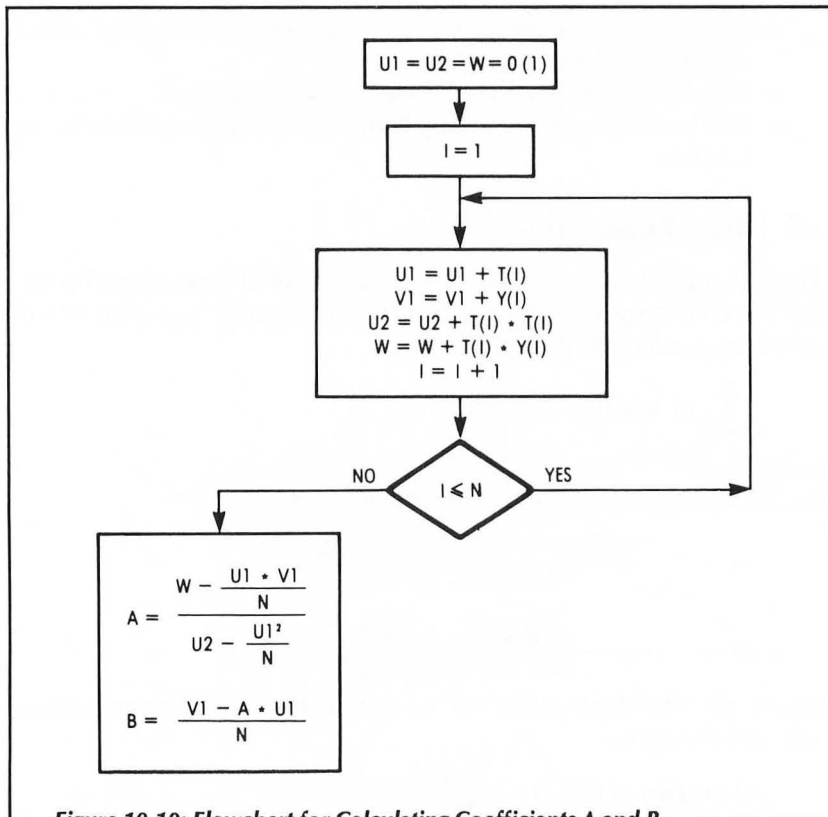 U1 = U2 = W = 0 (1)
I = 1
U1 = U1 + T(I)
V1 = V1 + Y(I)
U2 = U2 + T(I) * T(I)
W = W + T(I) * Y(I)
I = I + 1
NO
I ≤ N
YES
A = (W - (U1 * V1)/N) / (U2 - U1²/N)
B = (V1 - A * U1)/N
Figure 10.10: Flowchart for Calculating Coefficients A and B